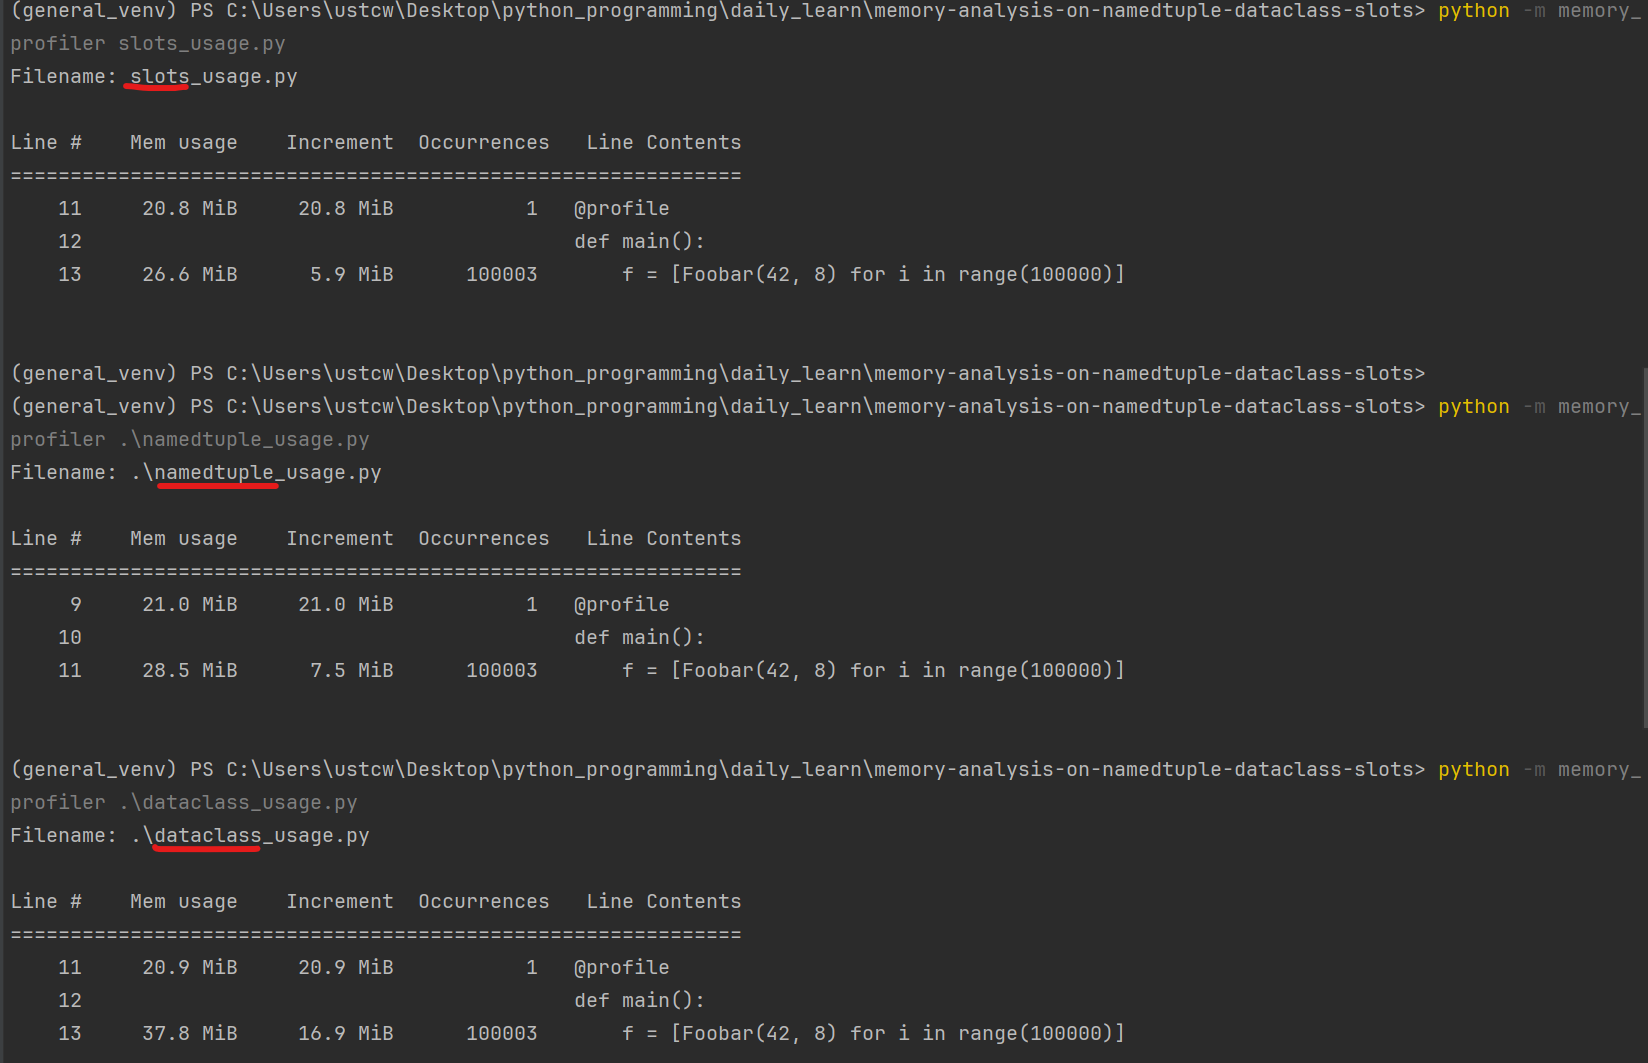 (general_venv) PS C:\Users\ustcw\Desktop\python_programming\daily_learn\memory-analysis-on-namedtuple-dataclass-slots> python -m memory_
profiler slots_usage.py
Filename: slots_usage.py
Line #    Mem usage    Increment  Occurrences   Line Contents
=============================================================
    11     20.8 MiB     20.8 MiB           1   @profile
    12                                         def main():
    13     26.6 MiB      5.9 MiB      100003       f = [Foobar(42, 8) for i in range(100000)]
(general_venv) PS C:\Users\ustcw\Desktop\python_programming\daily_learn\memory-analysis-on-namedtuple-dataclass-slots>
(general_venv) PS C:\Users\ustcw\Desktop\python_programming\daily_learn\memory-analysis-on-namedtuple-dataclass-slots> python -m memory_
profiler .\namedtuple_usage.py
Filename: .\namedtuple_usage.py
Line #    Mem usage    Increment  Occurrences   Line Contents
=============================================================
     9     21.0 MiB     21.0 MiB           1   @profile
    10                                         def main():
    11     28.5 MiB      7.5 MiB      100003       f = [Foobar(42, 8) for i in range(100000)]
(general_venv) PS C:\Users\ustcw\Desktop\python_programming\daily_learn\memory-analysis-on-namedtuple-dataclass-slots> python -m memory_
profiler .\dataclass_usage.py
Filename: .\dataclass_usage.py
Line #    Mem usage    Increment  Occurrences   Line Contents
=============================================================
    11     20.9 MiB     20.9 MiB           1   @profile
    12                                         def main():
    13     37.8 MiB     16.9 MiB      100003       f = [Foobar(42, 8) for i in range(100000)]